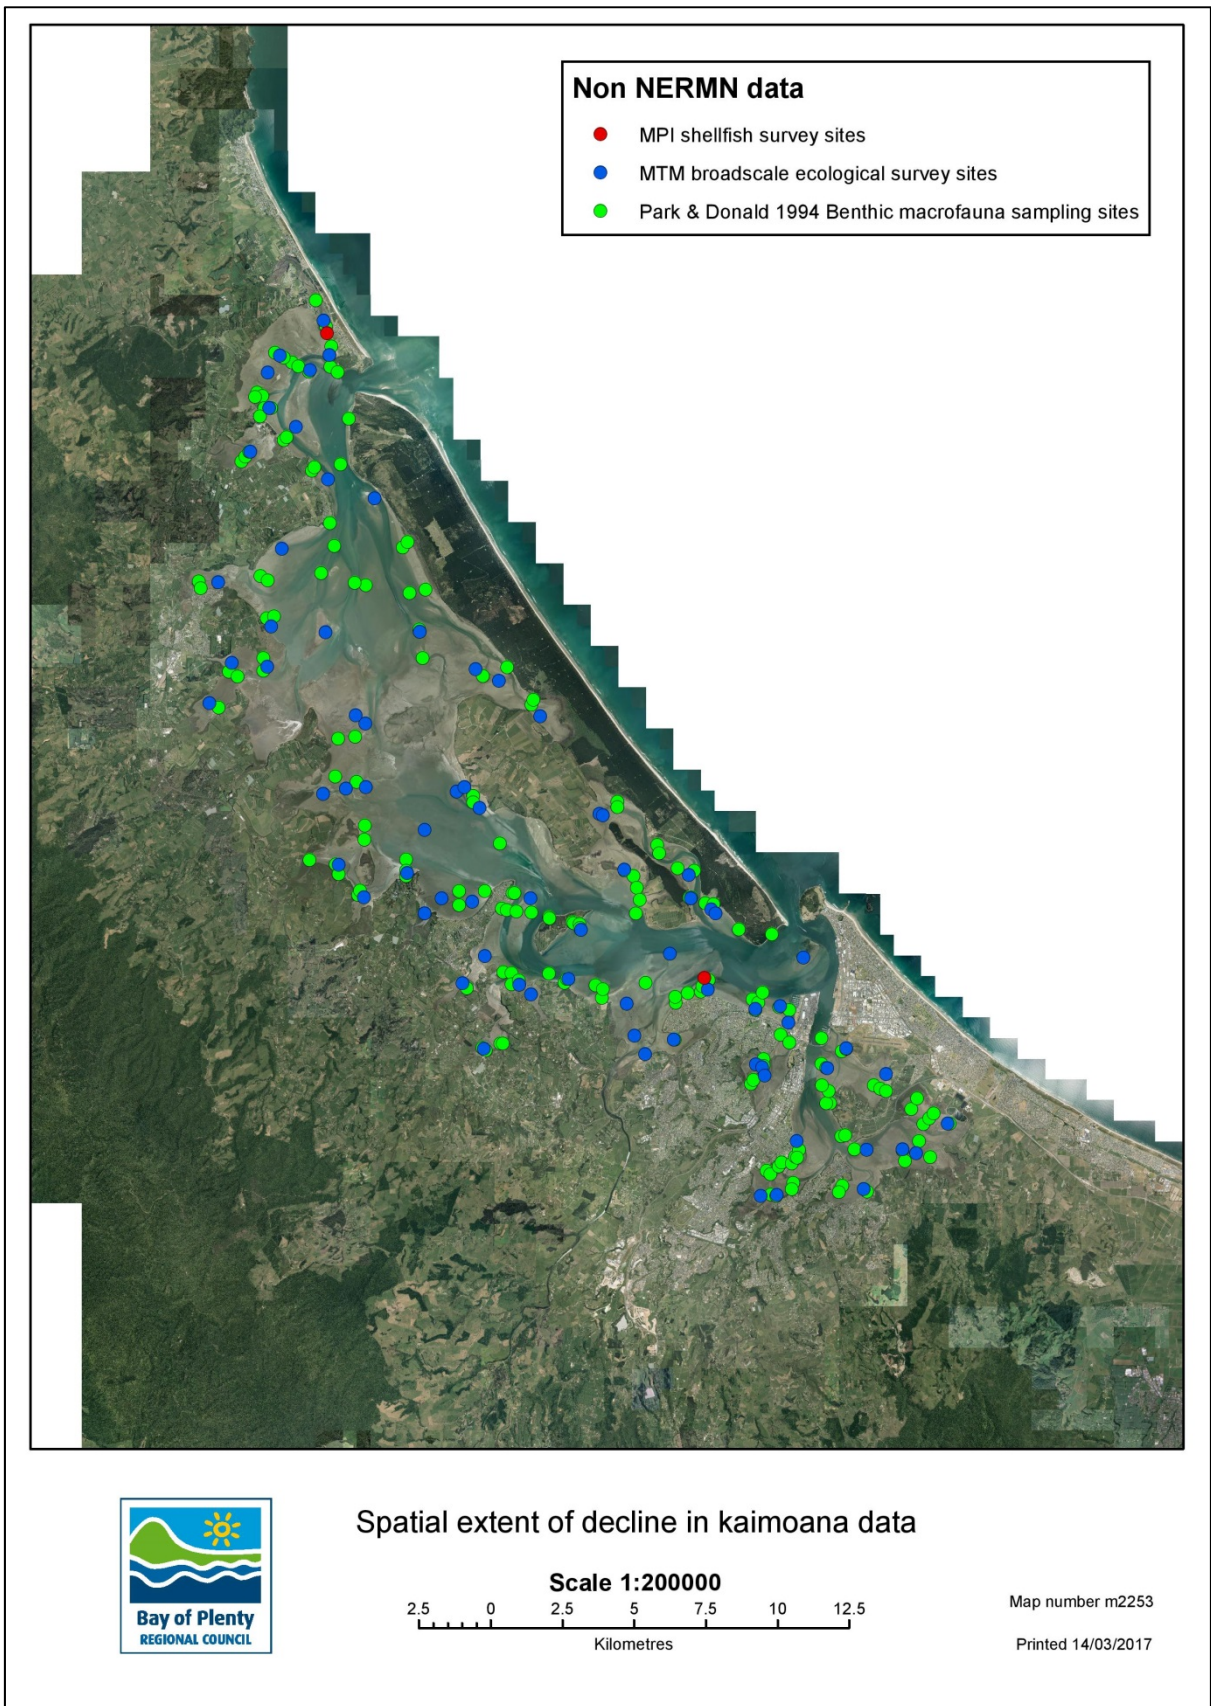 Non NERMN data
MPI shellfish survey sites
MTM broadscale ecological survey sites
Park & Donald 1994 Benthic macrofauna sampling sites
Spatial extent of decline in kaimoana data
Scale 1:200000
2.5 0 2.5 5 7.5 10 12.5
Kilometres
Bay of Plenty
REGIONAL COUNCIL
Map number m2253
Printed 14/03/2017